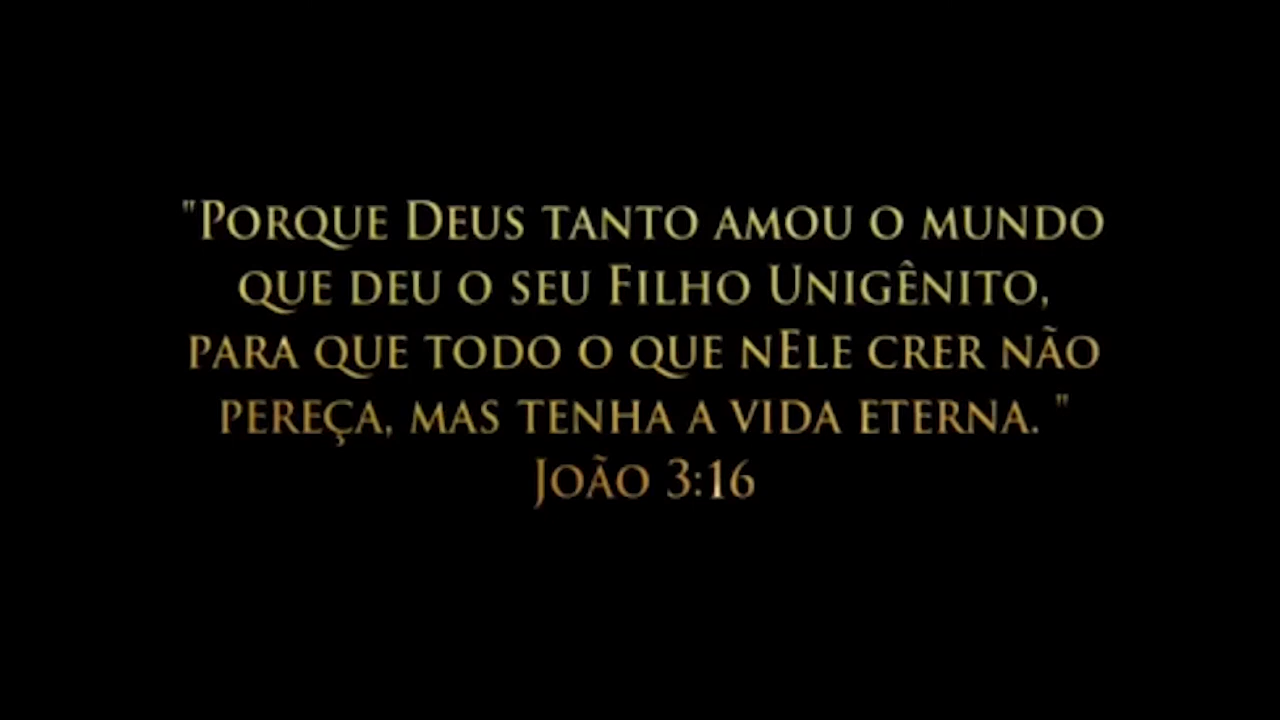 "Porque Deus tanto amou o mundo
que deu o seu Filho Unigênito,
para que todo o que nEle crer não
pereça, mas tenha a vida eterna. "
João 3:16